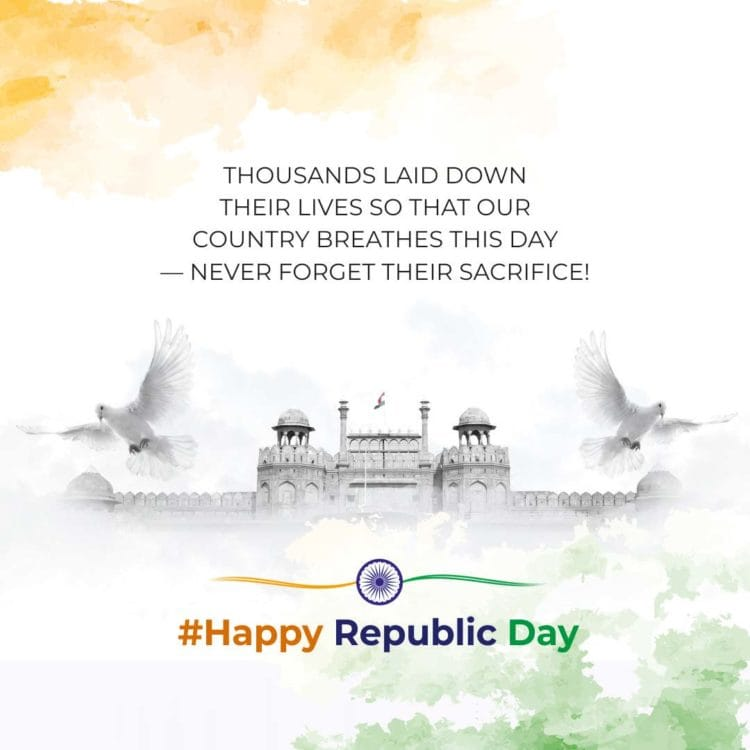 THOUSANDS LAID DOWN
THEIR LIVES SO THAT OUR
COUNTRY BREATHES THIS DAY
— NEVER FORGET THEIR SACRIFICE!
#Happy Republic Day